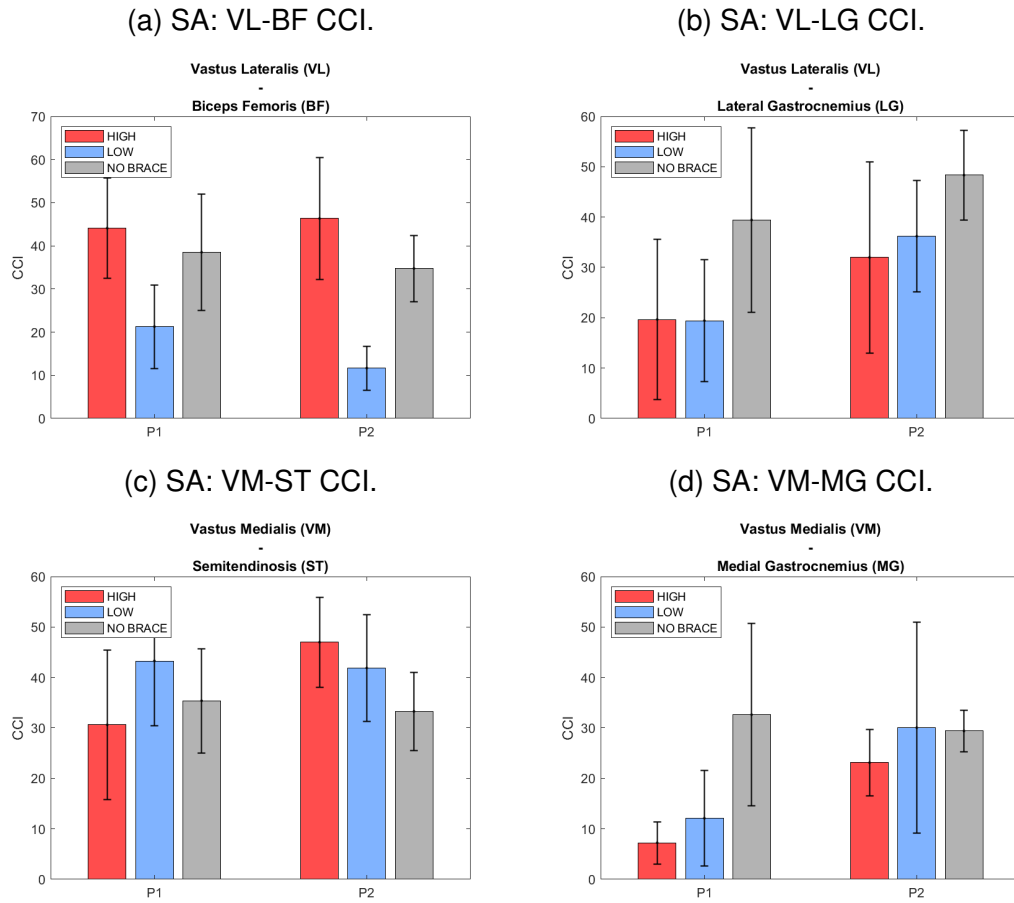 (a) SA: VL-BF CCI.
Vastus Lateralis (VL)
-
Biceps Femoris (BF)
70
60
50
40
30
20
10
0
CCI
HIGH
LOW
NO BRACE
P1
P2
(b) SA: VL-LG CCI.
Vastus Lateralis (VL)
-
Lateral Gastrocnemius (LG)
60
50
40
30
20
10
0
CCI
HIGH
LOW
NO BRACE
P1
P2
(c) SA: VM-ST CCI.
Vastus Medialis (VM)
-
Semitendinosis (ST)
60
50
40
30
20
10
0
CCI
HIGH
LOW
NO BRACE
P1
P2
(d) SA: VM-MG CCI.
Vastus Medialis (VM)
-
Medial Gastrocnemius (MG)
60
50
40
30
20
10
0
CCI
HIGH
LOW
NO BRACE
P1
P2